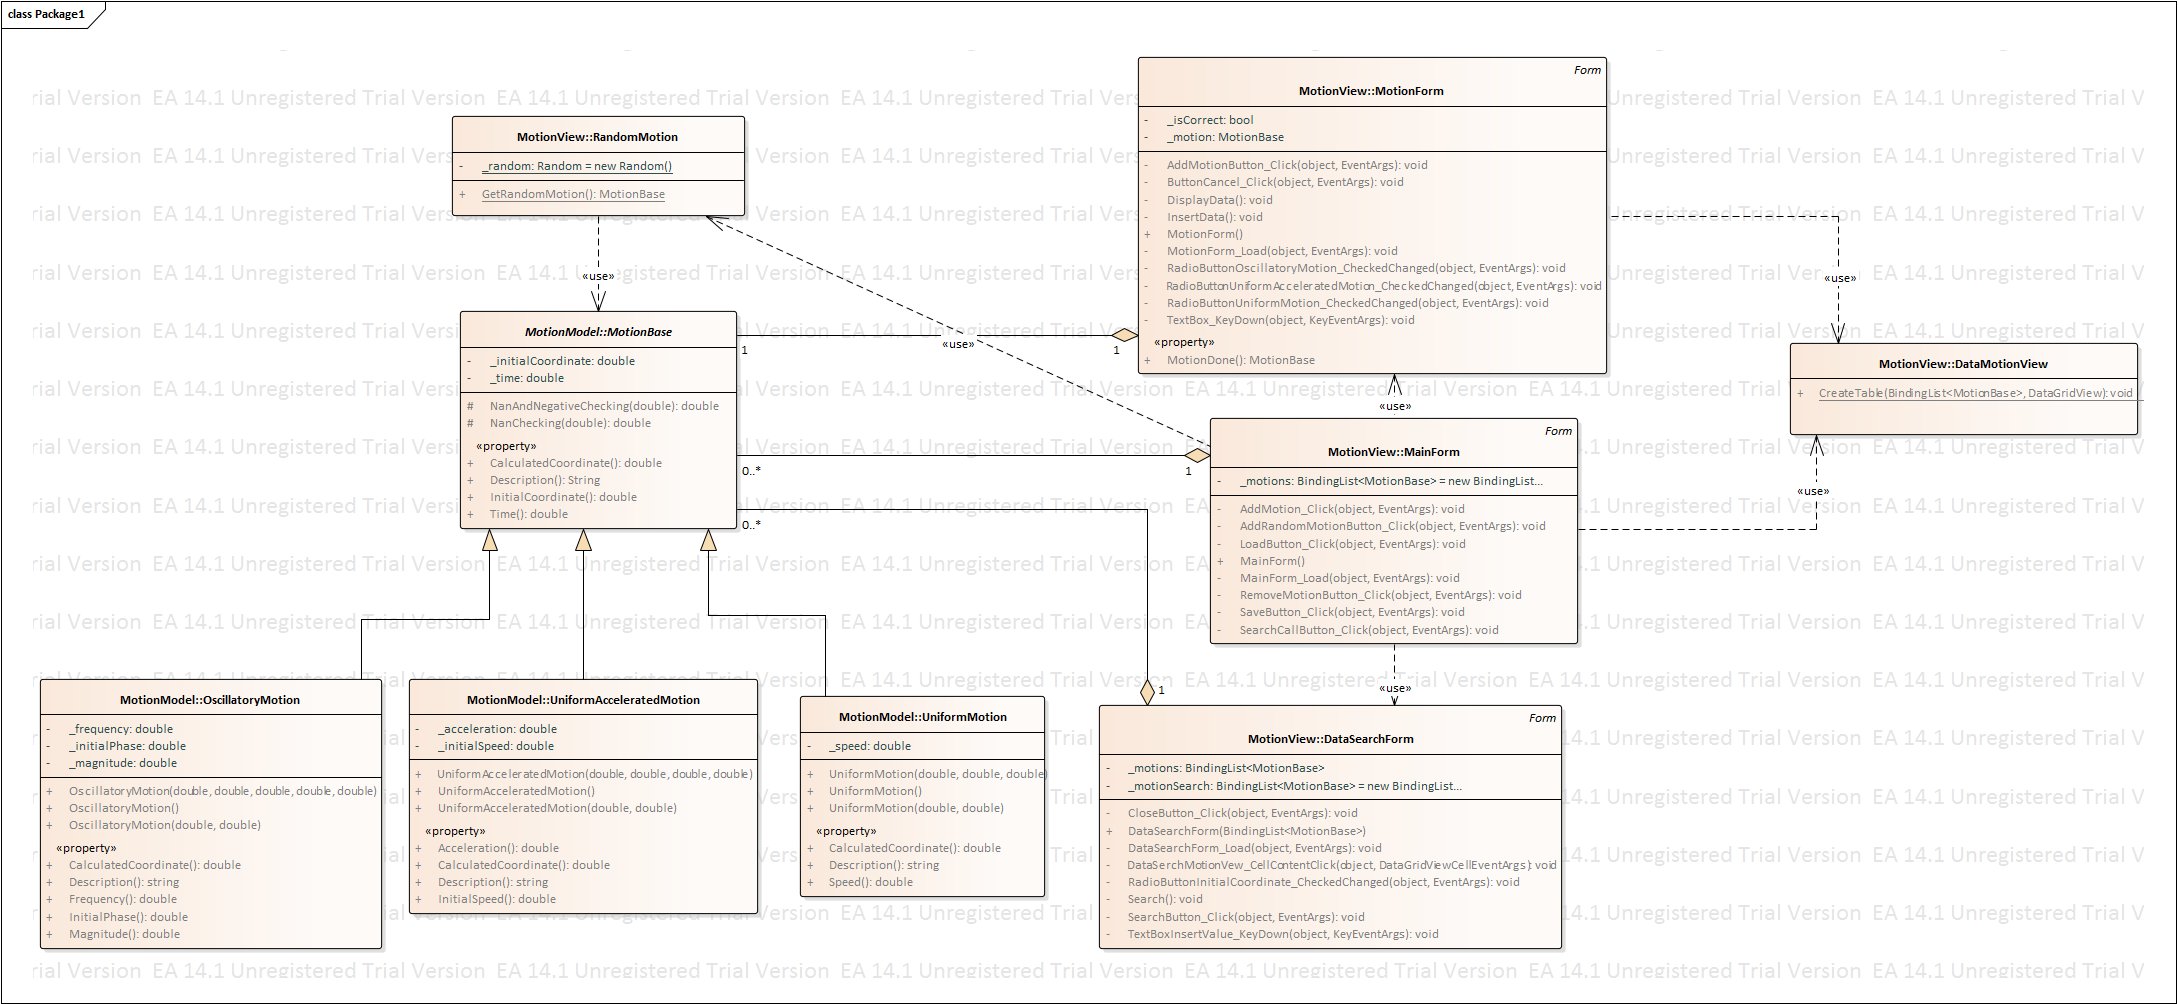 class Package1
EA 14.1 Unregistered Trial Version
MotionView::RandomMotion
- _random: Random = new Random()
+ GetRandomMotion(): MotionBase
«use»
MotionModel::MotionBase
- _initialCoordinate: double
- _time: double
# NanAndNegativeChecking(double): double
# NanChecking(double): double
«property»
+ CalculatedCoordinate(): double
+ Description(): String
+ InitialCoordinate(): double
+ Time(): double
1
1
«use»
0..*
1
0..*
1
Form
MotionView::MotionForm
- _isCorrect: bool
- _motion: MotionBase
- AddMotionButton_Click(object, EventArgs): void
- ButtonCancel_Click(object, EventArgs): void
- DisplayData(): void
- InsertData(): void
+ MotionForm()
- MotionForm_Load(object, EventArgs): void
- RadioButtonOscillatoryMotion_CheckedChanged(object, EventArgs): void
- RadioButtonUniformAcceleratedMotion_CheckedChanged(object, EventArgs): void
- RadioButtonUniformMotion_CheckedChanged(object, EventArgs): void
- TextBox_KeyDown(object, KeyEventArgs): void
«property»
+ MotionDone(): MotionBase
«use»
«use»
MotionView::DataMotionView
+ CreateTable(BindingList<MotionBase>, DataGridView): void
«use»
Form
MotionView::MainForm
- _motions: BindingList<MotionBase> = new BindingList...
- AddMotion_Click(object, EventArgs): void
- AddRandomMotionButton_Click(object, EventArgs): void
- LoadButton_Click(object, EventArgs): void
+ MainForm()
- MainForm_Load(object, EventArgs): void
- RemoveMotionButton_Click(object, EventArgs): void
- SaveButton_Click(object, EventArgs): void
- SearchCallButton_Click(object, EventArgs): void
«use»
MotionModel::OscillatoryMotion
- _frequency: double
- _initialPhase: double
- _magnitude: double
+ OscillatoryMotion(double, double, double, double, double)
+ OscillatoryMotion()
+ OscillatoryMotion(double, double)
«property»
+ CalculatedCoordinate(): double
+ Description(): string
+ Frequency(): double
+ InitialPhase(): double
+ Magnitude(): double
MotionModel::UniformAcceleratedMotion
- _acceleration: double
- _initialSpeed: double
+ UniformAcceleratedMotion(double, double, double, double)
+ UniformAcceleratedMotion()
+ UniformAcceleratedMotion(double, double)
«property»
+ Acceleration(): double
+ CalculatedCoordinate(): double
+ Description(): string
+ InitialSpeed(): double
MotionModel::UniformMotion
- _speed: double
+ UniformMotion(double, double, double)
+ UniformMotion()
+ UniformMotion(double, double)
«property»
+ CalculatedCoordinate(): double
+ Description(): string
+ Speed(): double
Form
MotionView::DataSearchForm
- _motions: BindingList<MotionBase>
- _motionSearch: BindingList<MotionBase> = new BindingList...
- CloseButton_Click(object, EventArgs): void
+ DataSearchForm(BindingList<MotionBase>)
- DataSearchForm_Load(object, EventArgs): void
- DataSerchMotionVew_CellContentClick(object, DataGridViewCellEventArgs): void
- RadioButtonInitialCoordinate_CheckedChanged(object, EventArgs): void
- Search(): void
- SearchButton_Click(object, EventArgs): void
- TextBoxInsertValue_KeyDown(object, KeyEventArgs): void